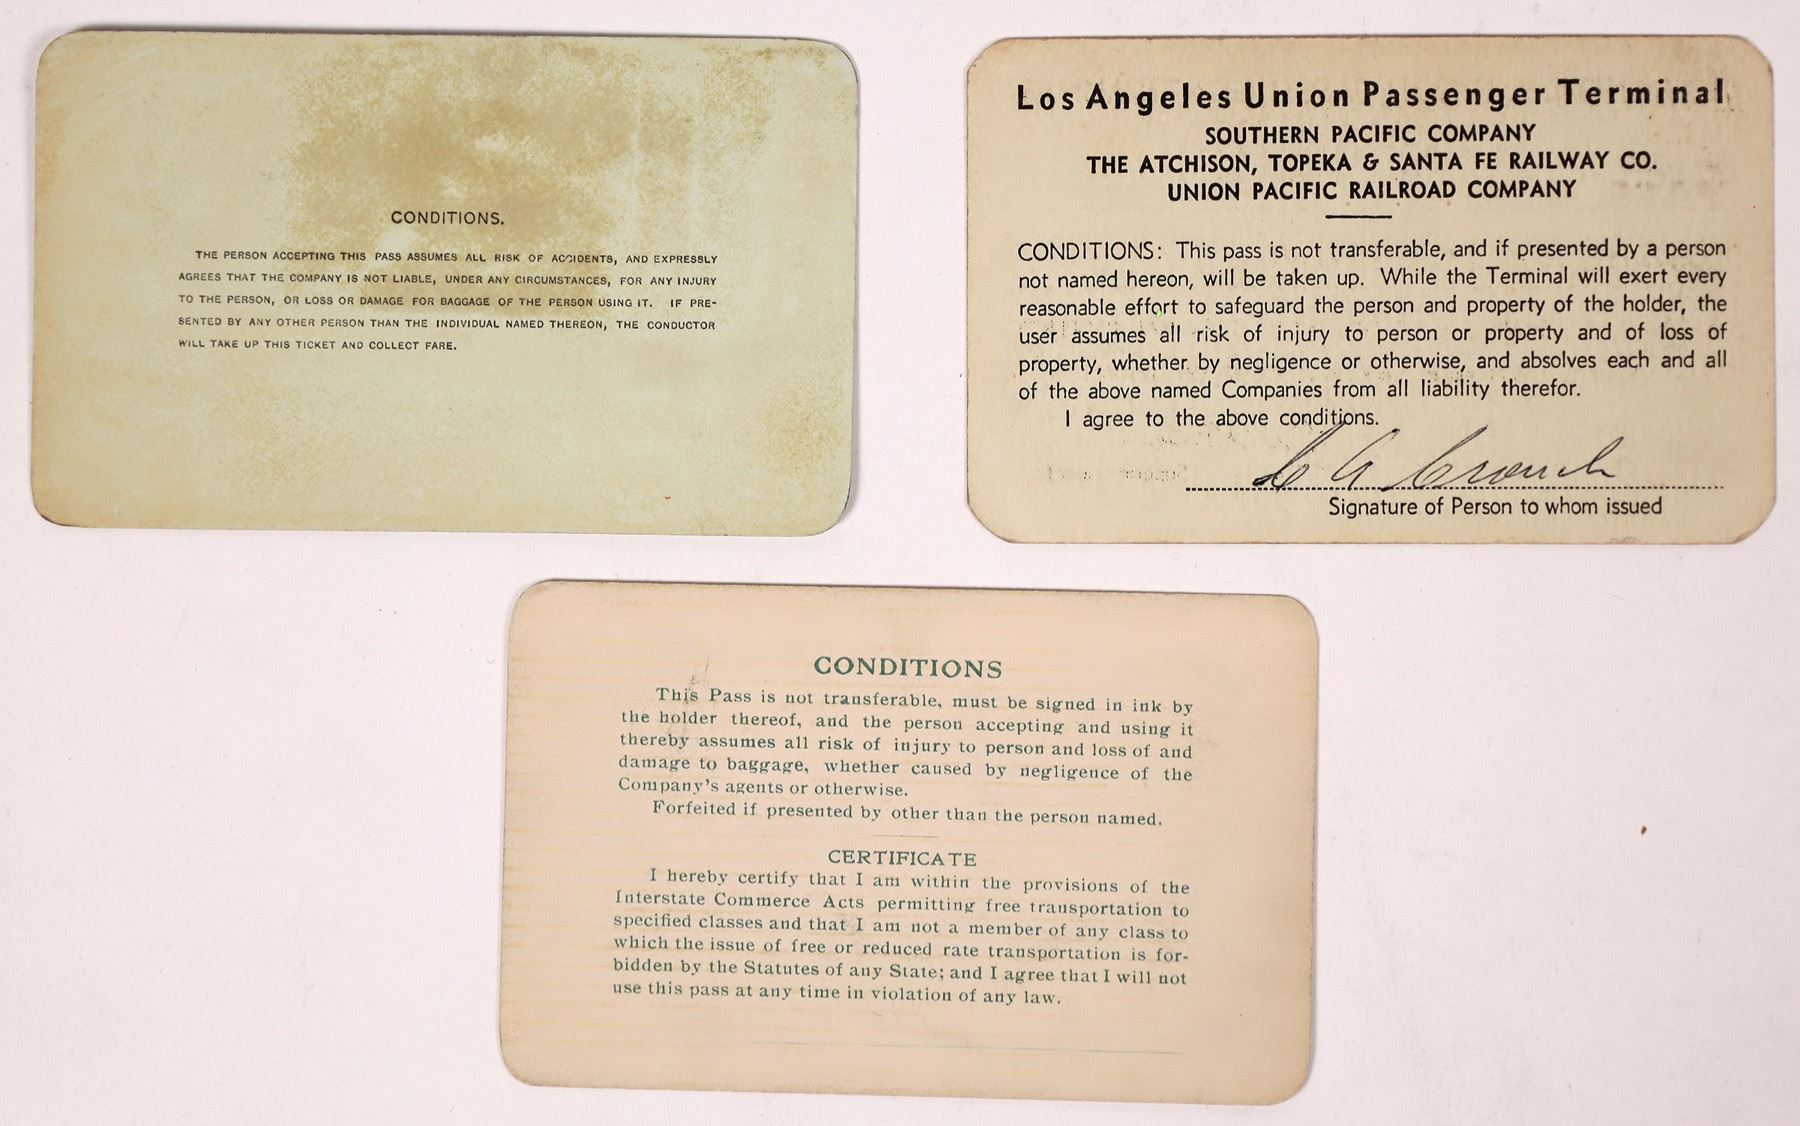 CONDITIONS.
THE PERSON ACCEPTING THIS PASS ASSUMES ALL RISK OF ACCIDENTS, AND EXPRESSLY
AGREES THAT THE COMPANY IS NOT LIABLE, UNDER ANY CIRCUMSTANCES, FOR ANY INJURY
TO THE PERSON, OR LOSS OR DAMAGE FOR BAGGAGE OF THE PERSON USING IT. IF PRE-
SENTED BY ANY OTHER PERSON THAN THE INDIVIDUAL NAMED THEREON, THE CONDUCTOR
WILL TAKE UP THIS TICKET AND COLLECT FARE.
Los Angeles Union Passenger Terminal
SOUTHERN PACIFIC COMPANY
THE ATCHISON, TOPEKA & SANTA FE RAILWAY CO.
UNION PACIFIC RAILROAD COMPANY
CONDITIONS: This pass is not transferable, and if presented by a person
not named hereon, will be taken up. While the Terminal will exert every
reasonable effort to safeguard the person and property of the holder, the
user assumes all risk of injury to person or property and of loss of
property, whether by negligence or otherwise, and absolves each and all
of the above named Companies from all liability therefor.
I agree to the above conditions.
Signature of Person to whom issued
CONDITIONS
This Pass is not transferable, must be signed in ink by
the holder thereof, and the person accepting and using it
thereby assumes all risk of injury to person and loss of and
damage to baggage, whether caused by negligence of the
Company's agents or otherwise.
Forfeited if presented by other than the person named.
CERTIFICATE
I hereby certify that I am within the provisions of the
Interstate Commerce Acts permitting free transportation to
specified classes and that I am not a member of any class to
which the issue of free or reduced rate transportation is for-
bidden by the Statutes of any State; and I agree that I will not
use this pass at any time in violation of any law.